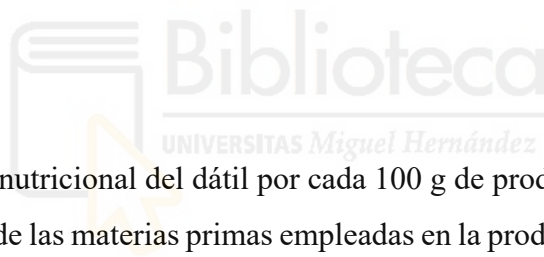 Biblioteca
UNIVERSITAS Miguel Hernández
nutricional del dátil por cada 100 g de prod
de las materias primas empleadas en la prod